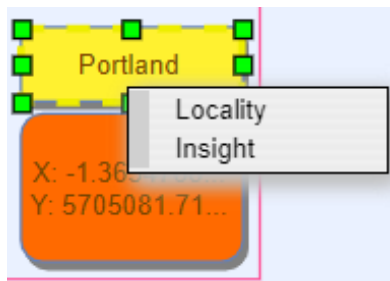 Portland
Locality
Insight
X: -1.36
Y: 5705081.71...